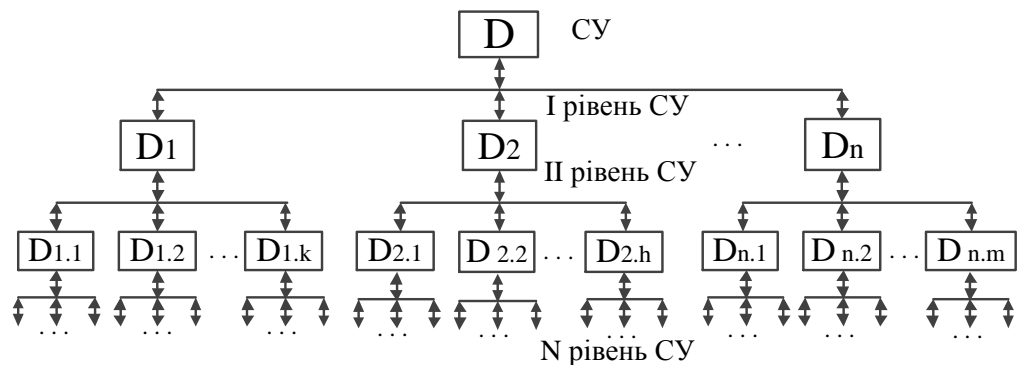 D СУ
I рівень СУ
D1 D2 ... Dn
II рівень СУ
D1.1 D1.2 ... D1.k D2.1 D 2.2 ... D2.h Dn.1 D n.2 ... D n.m
... ... ... ... ... ... ... ... ...
N рівень СУ